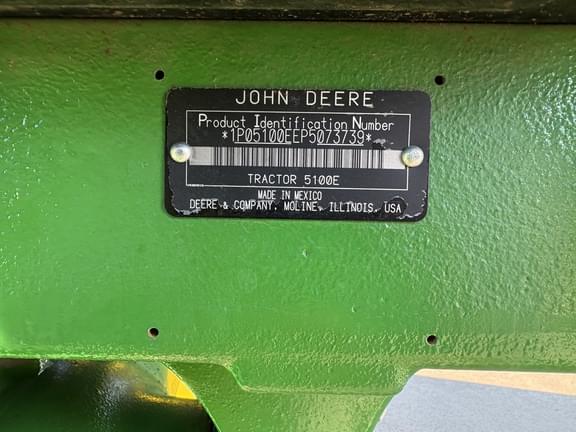 JOHN DEERE
Product Identification Number
*1P05100EEP5073739*
TRACTOR 5100E
MADE IN MEXICO
DEERE & COMPANY, MOLINE, ILLINOIS, USA